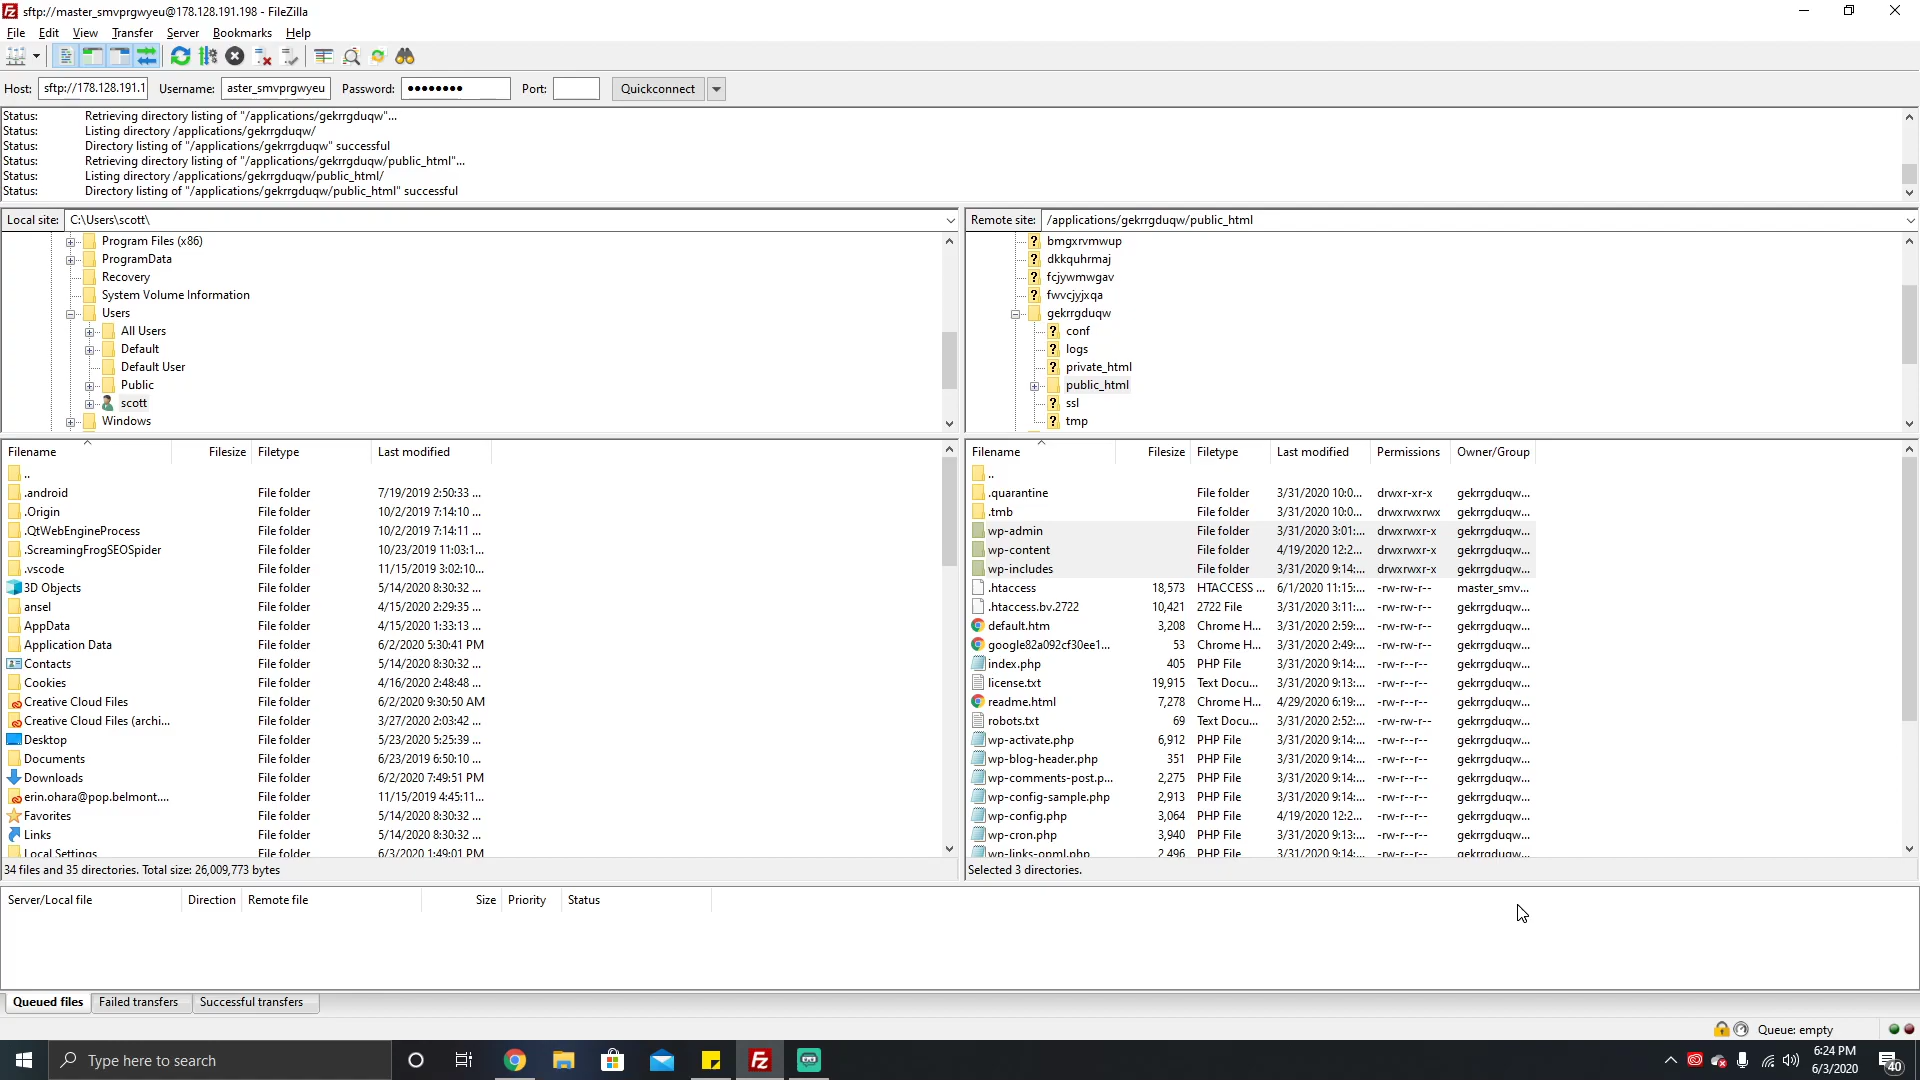 sftp://master_smvprgwyeu@178.128.191.198 - FileZilla
File Edit View Transfer Server Bookmarks Help
Host: sftp://178.128.191.1 Username: aster_smvprgwyeu Password: ●●●●●●●● Port: Quickconnect
Status: Retrieving directory listing of "/applications/gekrrgduqw"...
Status: Listing directory /applications/gekrrgduqw/
Status: Directory listing of "/applications/gekrrgduqw" successful
Status: Retrieving directory listing of "/applications/gekrrgduqw/public_html"...
Status: Listing directory /applications/gekrrgduqw/public_html/
Status: Directory listing of "/applications/gekrrgduqw/public_html" successful
Local site: C:\Users\scott\
Program Files (x86)
ProgramData
Recovery
System Volume Information
Users
All Users
Default
Default User
Public
scott
Windows
Remote site: /applications/gekrrgduqw/public_html
? bmgxrvmwup
? dkkquhrmaj
? fcjywmwgav
? fwvcjyjxqa
gekrrgduqw
? conf
? logs
? private_html
public_html
? ssl
? tmp
Filename Filesize Filetype Last modified
..
.android File folder 7/19/2019 2:50:33 ...
.Origin File folder 10/2/2019 7:14:10 ...
.QtWebEngineProcess File folder 10/2/2019 7:14:11 ...
.ScreamingFrogSEOSpider File folder 10/23/2019 11:03:1...
.vscode File folder 11/15/2019 3:02:10...
3D Objects File folder 5/14/2020 8:30:32 ...
ansel File folder 4/15/2020 2:29:35 ...
AppData File folder 4/15/2020 1:33:13 ...
Application Data File folder 6/2/2020 5:30:41 PM
Contacts File folder 5/14/2020 8:30:32 ...
Cookies File folder 4/16/2020 2:48:48 ...
Creative Cloud Files File folder 6/2/2020 9:30:50 AM
Creative Cloud Files (archi... File folder 3/27/2020 2:03:42 ...
Desktop File folder 5/23/2020 5:25:39 ...
Documents File folder 6/23/2019 6:50:10 ...
Downloads File folder 6/2/2020 7:49:51 PM
erin.ohara@pop.belmont.... File folder 11/15/2019 4:45:11...
Favorites File folder 5/14/2020 8:30:32 ...
Links File folder 5/14/2020 8:30:32 ...
Local Settings File folder 6/3/2020 1:49:01 PM
34 files and 35 directories. Total size: 26,009,773 bytes
Filename Filesize Filetype Last modified Permissions Owner/Group
..
.quarantine File folder 3/31/2020 10:0... drwxr-xr-x gekrrgduqw...
.tmb File folder 3/31/2020 10:0... drwxrwxrwx gekrrgduqw...
wp-admin File folder 3/31/2020 3:01:... drwxrwxr-x gekrrgduqw...
wp-content File folder 4/19/2020 12:2... drwxrwxr-x gekrrgduqw...
wp-includes File folder 3/31/2020 9:14:... drwxrwxr-x gekrrgduqw...
.htaccess 18,573 HTACCESS ... 6/1/2020 11:15:... -rw-rw-r-- master_smv...
.htaccess.bv.2722 10,421 2722 File 3/31/2020 3:11:... -rw-rw-r-- gekrrgduqw...
default.htm 3,208 Chrome H... 3/31/2020 2:59:... -rw-rw-r-- gekrrgduqw...
google82a092cf30ee1... 53 Chrome H... 3/31/2020 2:49:... -rw-rw-r-- gekrrgduqw...
index.php 405 PHP File 3/31/2020 9:14:... -rw-r--r-- gekrrgduqw...
license.txt 19,915 Text Docu... 3/31/2020 9:13:... -rw-r--r-- gekrrgduqw...
readme.html 7,278 Chrome H... 4/29/2020 6:19:... -rw-r--r-- gekrrgduqw...
robots.txt 69 Text Docu... 3/31/2020 2:52:... -rw-rw-r-- gekrrgduqw...
wp-activate.php 6,912 PHP File 3/31/2020 9:14:... -rw-r--r-- gekrrgduqw...
wp-blog-header.php 351 PHP File 3/31/2020 9:14:... -rw-r--r-- gekrrgduqw...
wp-comments-post.p... 2,275 PHP File 3/31/2020 9:14:... -rw-r--r-- gekrrgduqw...
wp-config-sample.php 2,913 PHP File 3/31/2020 9:14:... -rw-r--r-- gekrrgduqw...
wp-config.php 3,064 PHP File 4/19/2020 12:2... -rw-r--r-- gekrrgduqw...
wp-cron.php 3,940 PHP File 3/31/2020 9:13:... -rw-r--r-- gekrrgduqw...
wp-links-opml.php 2,496 PHP File 3/31/2020 9:14:... -rw-r--r-- gekrrgduqw...
Selected 3 directories.
Server/Local file Direction Remote file Size Priority Status
Queued files Failed transfers Successful transfers
Queue: empty
Type here to search
Fz
6:24 PM
6/3/2020
40